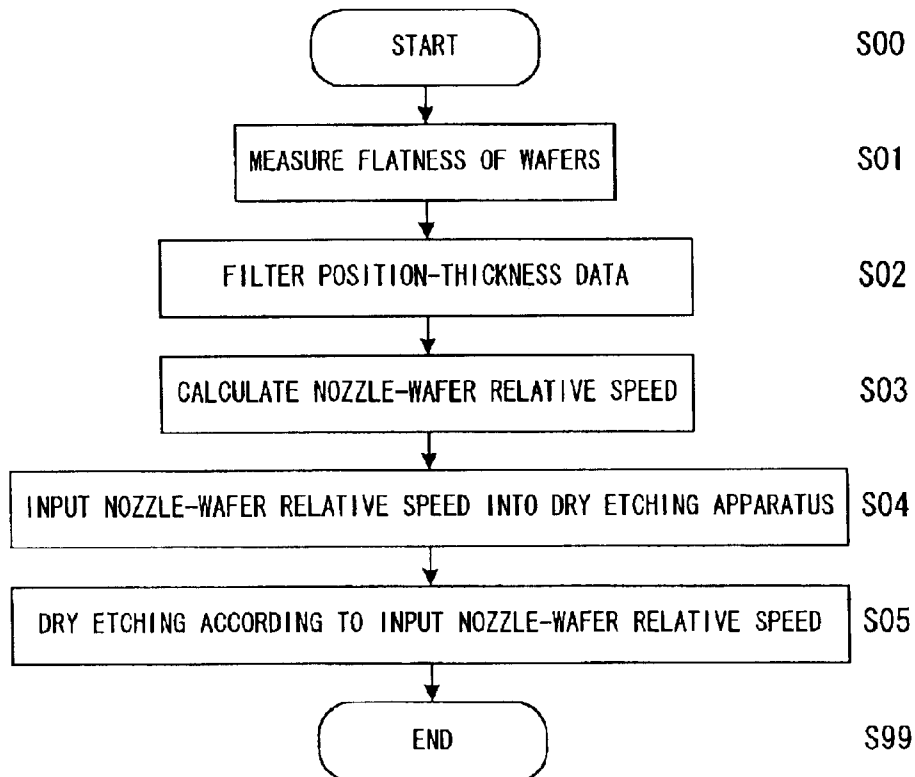 START S00
MEASURE FLATNESS OF WAFERS S01
FILTER POSITION-THICKNESS DATA S02
CALCULATE NOZZLE-WAFER RELATIVE SPEED S03
INPUT NOZZLE-WAFER RELATIVE SPEED INTO DRY ETCHING APPARATUS S04
DRY ETCHING ACCORDING TO INPUT NOZZLE-WAFER RELATIVE SPEED S05
END S99